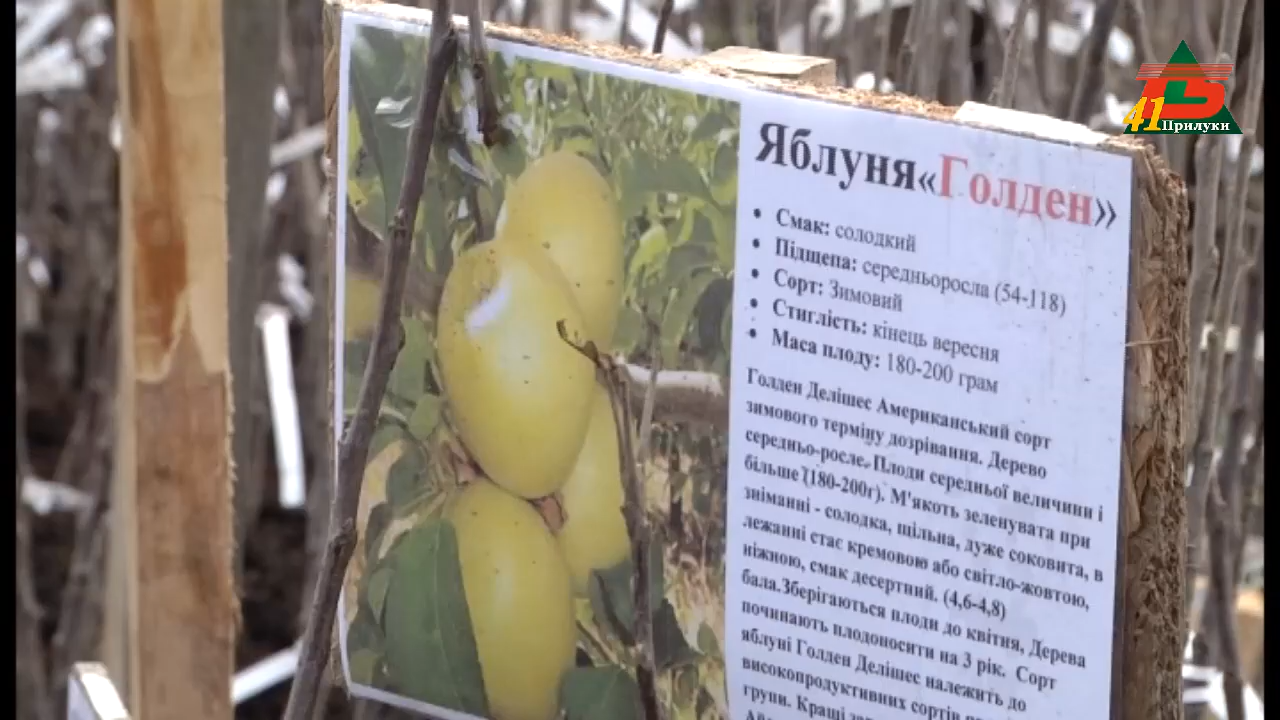 41 Прилуки
Яблуня «Голден»
• Смак: солодкий
• Підщепа: середньоросла (54-118)
• Сорт: Зимовий
• Стиглість: кінець вересня
• Маса плоду: 180-200 грам
Голден Делішес Американський сорт
зимового терміну дозрівання. Дерево
середньо-росле. Плоди середньої величини і
більше (180-200г). М'якоть зеленувата при
зніманні - солодка, щільна, дуже соковита, в
лежанні стає кремовою або світло-жовтою,
ніжною, смак десертний. (4,6-4,8)
бала.Зберігаються плоди до квітня, Дерева
починають плодоносити на 3 рік. Сорт
яблуні Голден Делішес належить до
високопродуктивних сортів
групи. Кращі